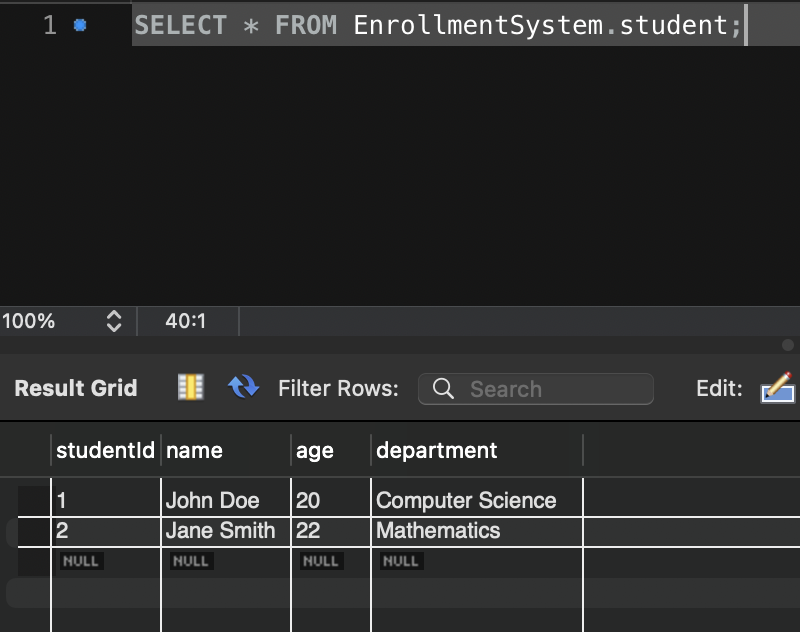 1 SELECT * FROM EnrollmentSystem.student;
100% 40:1
Result Grid Filter Rows: Search Edit:
studentId name age department
1 John Doe 20 Computer Science
2 Jane Smith 22 Mathematics
NULL NULL NULL NULL